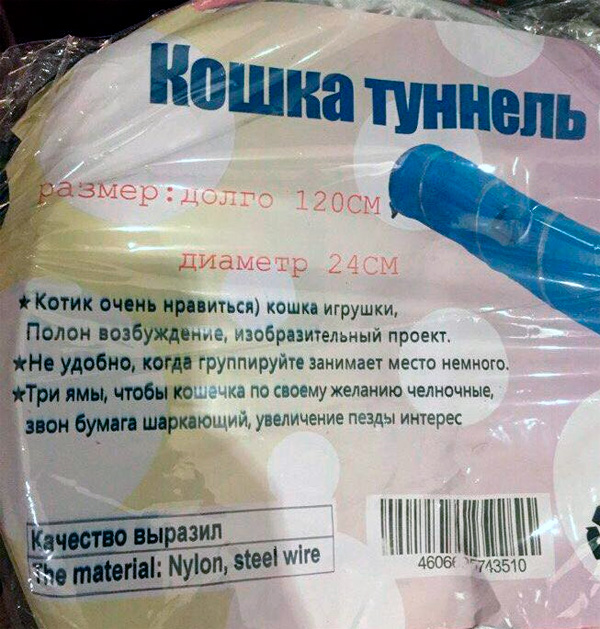 Кошка туннель
размер:долго 120СМ
диаметр 24СМ
★Котик очень нравиться) кошка игрушки,
Полон возбуждение, изобразительный проект.
★Не удобно, когда группируйте занимает место немного.
★Три ямы, чтобы кошечка по своему желанию челночные,
звон бумага шаркающий, увеличение пезды интерес
Качество выразил
The material: Nylon, steel wire